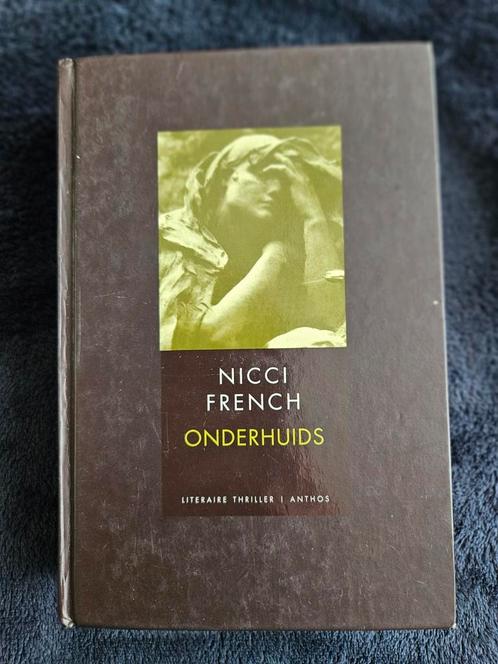 NICCI
FRENCH
ONDERHUIDS
LITERAIRE THRILLER | ANTHOS